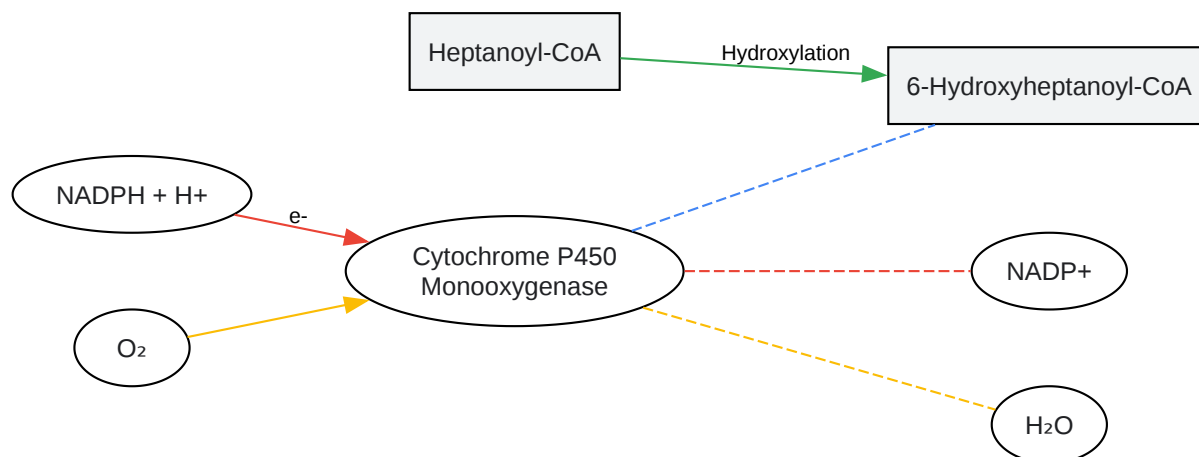 Heptanoyl-CoA
Hydroxylation
6-Hydroxyheptanoyl-CoA
NADPH + H+
e-
Cytochrome P450
Monooxygenase
NADP+
O₂
H₂O